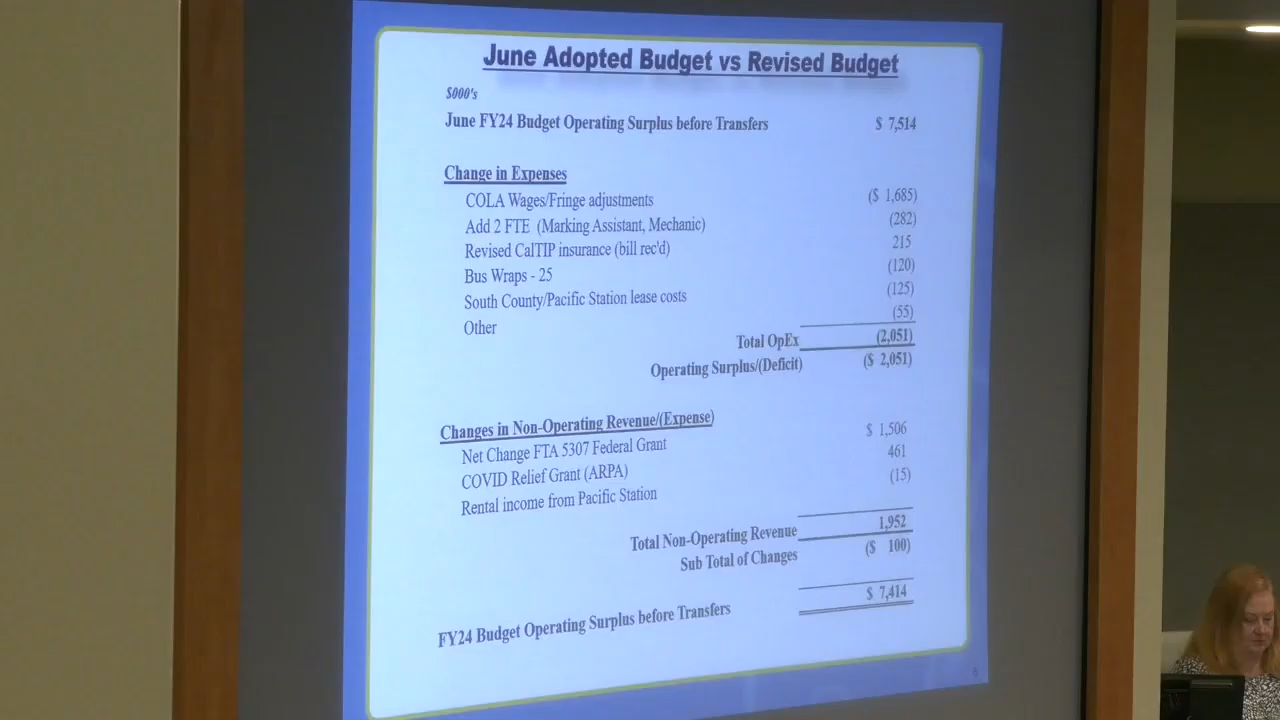 June Adopted Budget vs Revised Budget
$000's
June FY24 Budget Operating Surplus before Transfers $ 7,514
Change in Expenses
COLA Wages/Fringe adjustments ($ 1,685)
Add 2 FTE (Marking Assistant, Mechanic) (282)
Revised CalTIP insurance (bill rec'd) 215
Bus Wraps - 25 (120)
South County/Pacific Station lease costs (125)
Other (55)
Total OpEx (2,051)
Operating Surplus/(Deficit) ($ 2,051)
Changes in Non-Operating Revenue/(Expense)
Net Change FTA 5307 Federal Grant $ 1,506
COVID Relief Grant (ARPA) 461
Rental income from Pacific Station (15)
Total Non-Operating Revenue 1,952
Sub Total of Changes ($ 100)
FY24 Budget Operating Surplus before Transfers $ 7,414